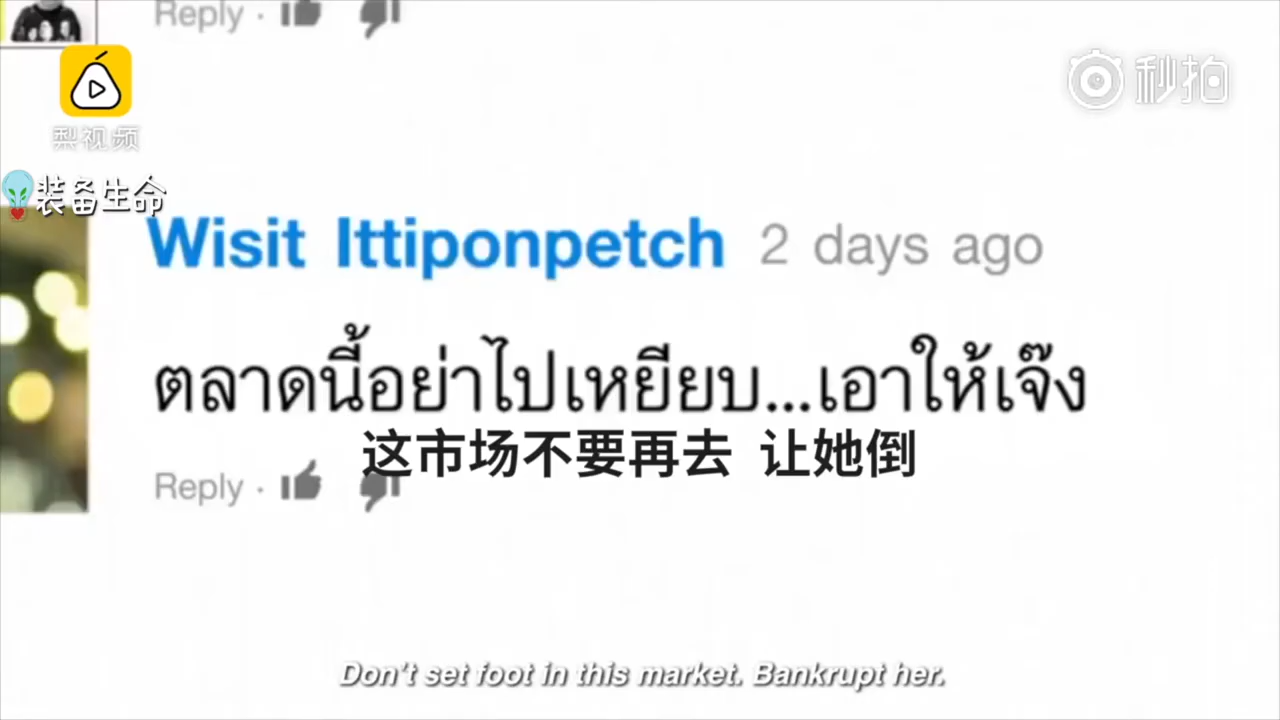 Reply ·
梨视频
秒拍
装备生命
Wisit Ittiponpetch 2 days ago
ตลาดนี้อย่าไปเหยียบ...เอาให้เจ๊ง
这市场不要再去 让她倒
Reply ·
Don't set foot in this market. Bankrupt her.